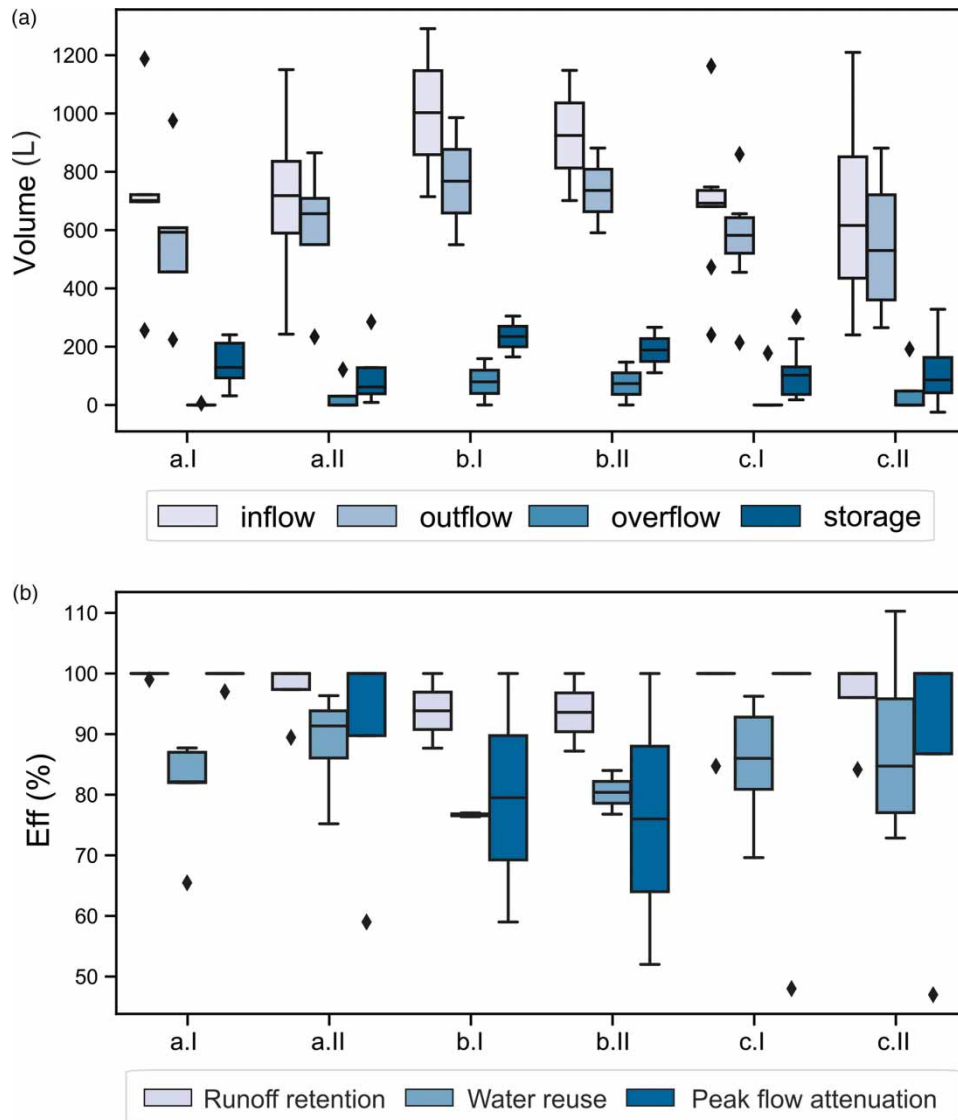 (a)
Volume (L)
1200
1000
800
600
400
200
0
a.I a.II b.I b.II c.I c.II
inflow outflow overflow storage
(b)
Eff (%)
110
100
90
80
70
60
50
a.I a.II b.I b.II c.I c.II
Runoff retention Water reuse Peak flow attenuation